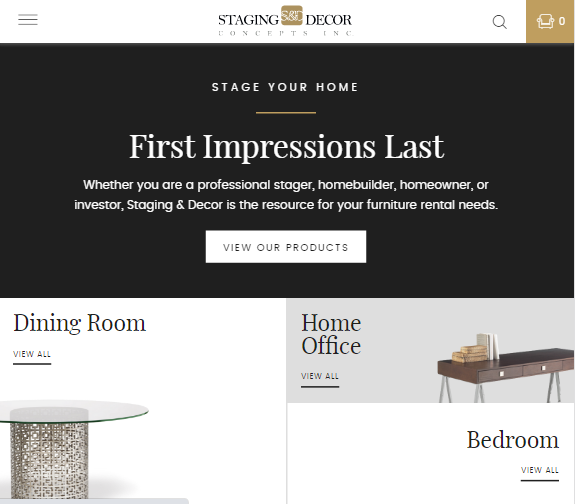 STAGING S&D DECOR
CONCEPTS INC.
0
STAGE YOUR HOME
First Impressions Last
Whether you are a professional stager, homebuilder, homeowner, or
investor, Staging & Decor is the resource for your furniture rental needs.
VIEW OUR PRODUCTS
Dining Room
VIEW ALL
Home
Office
VIEW ALL
Bedroom
VIEW ALL